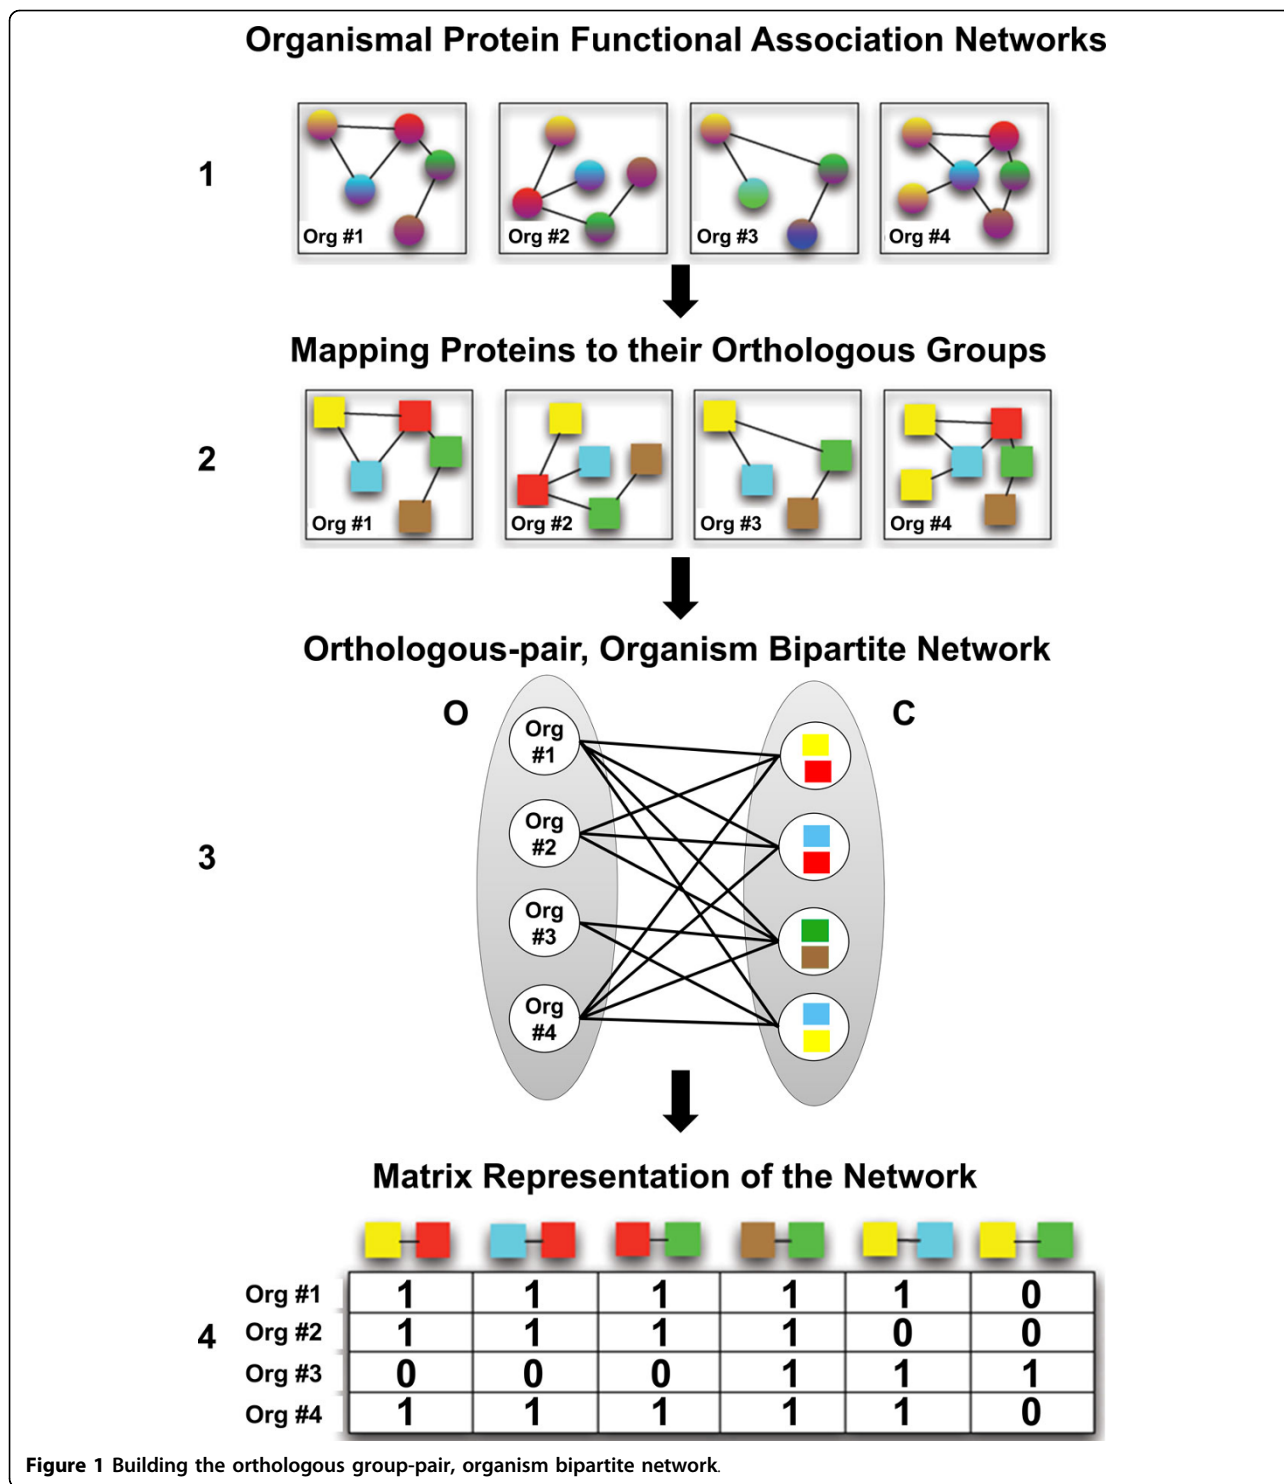 Organismal Protein Functional Association Networks
1
Org #1 Org #2 Org #3 Org #4
Mapping Proteins to their Orthologous Groups
2
Org #1 Org #2 Org #3 Org #4
Orthologous-pair, Organism Bipartite Network
O C
Org
#1
Org
#2
3
Org
#3
Org
#4
Matrix Representation of the Network
4
Org #1 1 1 1 1 1 0
Org #2 1 1 1 1 0 0
Org #3 0 0 0 1 1 1
Org #4 1 1 1 1 1 0
Figure 1 Building the orthologous group-pair, organism bipartite network.